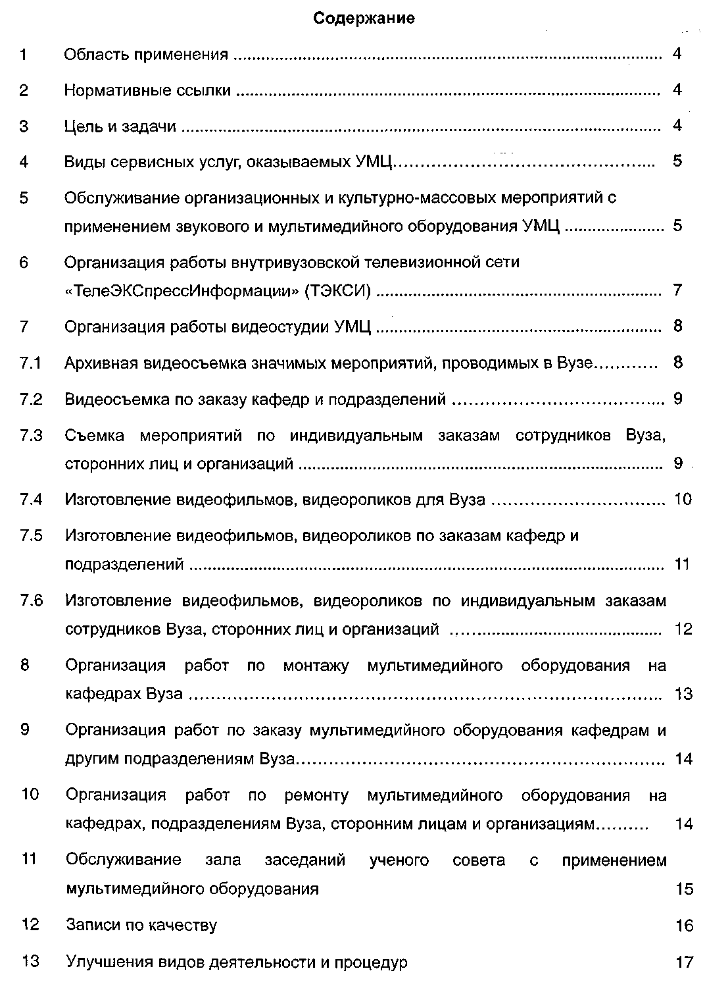 Содержание
1 Область применения ........ 4
2 Нормативные ссылки ........ 4
3 Цель и задачи ........ 4
4 Виды сервисных услуг, оказываемых УМЦ........ 5
5 Обслуживание организационных и культурно-массовых мероприятий с
применением звукового и мультимедийного оборудования УМЦ ........ 5
6 Организация работы внутривузовской телевизионной сети
«ТелеЭКСпрессИнформации» (ТЭКСИ) ........ 7
7 Организация работы видеостудии УМЦ ........ 8
7.1 Архивная видеосъемка значимых мероприятий, проводимых в Вузе........ 8
7.2 Видеосъемка по заказу кафедр и подразделений ........ 9
7.3 Съемка мероприятий по индивидуальным заказам сотрудников Вуза,
сторонних лиц и организаций ........ 9
7.4 Изготовление видеофильмов, видеороликов для Вуза ........ 10
7.5 Изготовление видеофильмов, видеороликов по заказам кафедр и
подразделений ........ 11
7.6 Изготовление видеофильмов, видеороликов по индивидуальным заказам
сотрудников Вуза, сторонних лиц и организаций ........ 12
8 Организация работ по монтажу мультимедийного оборудования на
кафедрах Вуза ........ 13
9 Организация работ по заказу мультимедийного оборудования кафедрам и
другим подразделениям Вуза........ 14
10 Организация работ по ремонту мультимедийного оборудования на
кафедрах, подразделениям Вуза, сторонним лицам и организациям........ 14
11 Обслуживание зала заседаний ученого совета с применением
мультимедийного оборудования 15
12 Записи по качеству 16
13 Улучшения видов деятельности и процедур 17